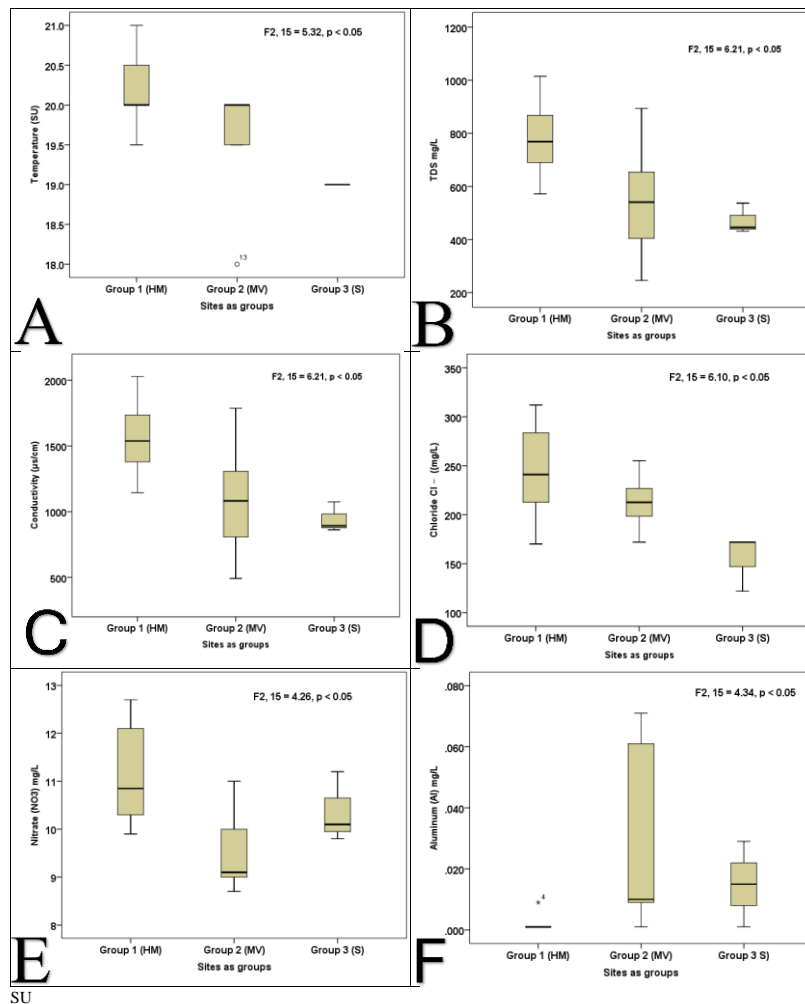 F2, 15 = 5.32, p < 0.05
Temperature (SU)
21.0
20.5
20.0
19.5
19.0
18.5
18.0
13
Group 1 (HM) Group 2 (MV) Group 3 (S)
Sites as groups
A
F2, 15 = 6.21, p < 0.05
TDS mg/L
1200
1000
800
600
400
200
Group 1 (HM) Group 2 (MV) Group 3 (S)
Sites as groups
B
F2, 15 = 6.21, p < 0.05
Conductivity (µs/cm)
2000
1500
1000
500
Group 1 (HM) Group 2 (MV) Group 3 (S)
Sites as groups
C
F2, 15 = 6.10, p < 0.05
Chloride Cl − ((mg/L)
350
300
250
200
150
100
Group 1 (HM) Group 2 (MV) Group 3 (S)
Sites as groups
D
F2, 15 = 4.26, p < 0.05
Nitrate (NO3) mg/L
13
12
11
10
9
8
Group 1 (HM) Group 2 (MV) Group 3 (S)
Sites as groups
E
F2, 15 = 4.34, p < 0.05
Aluminum (Al) mg/L
.080
.060
.040
.020
.000
4
Group 1 (HM) Group 2 (MV) Group 3 (S)
Sites as groups
F
SU